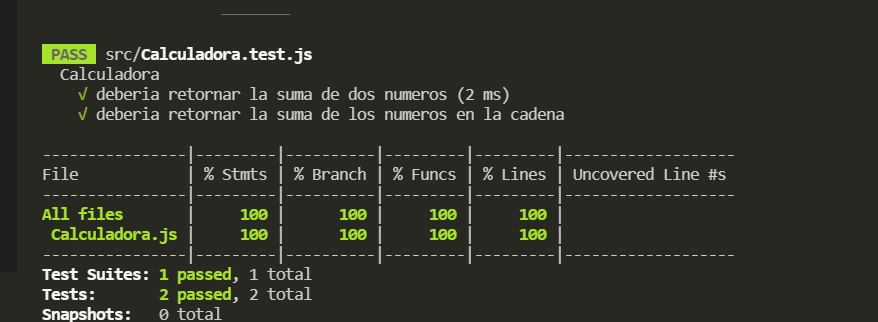 PASS src/Calculadora.test.js
Calculadora
√ deberia retornar la suma de dos numeros (2 ms)
√ deberia retornar la suma de los numeros en la cadena
----------------|---------|----------|---------|---------|-------------------
File            | % Stmts | % Branch | % Funcs | % Lines | Uncovered Line #s
----------------|---------|----------|---------|---------|-------------------
All files       |     100 |      100 |     100 |     100 |
 Calculadora.js |     100 |      100 |     100 |     100 |
----------------|---------|----------|---------|---------|-------------------
Test Suites: 1 passed, 1 total
Tests:       2 passed, 2 total
Snapshots:   0 total